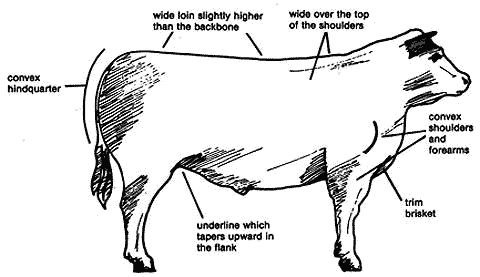 wide loin slightly higher
than the backbone
wide over the top
of the shoulders
convex
hindquarter
convex
shoulders
and
forearms
trim
brisket
underline which
tapers upward in
the flank